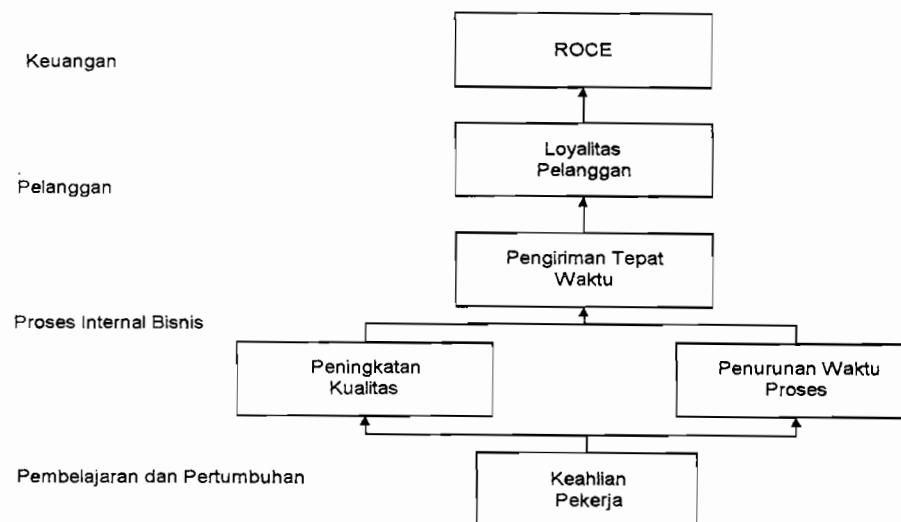 Keuangan
ROCE
Loyalitas
Pelanggan
Pelanggan
Pengiriman Tepat
Waktu
Proses Internal Bisnis
Peningkatan
Kualitas
Penurunan Waktu
Proses
Pembelajaran dan Pertumbuhan
Keahlian
Pekerja